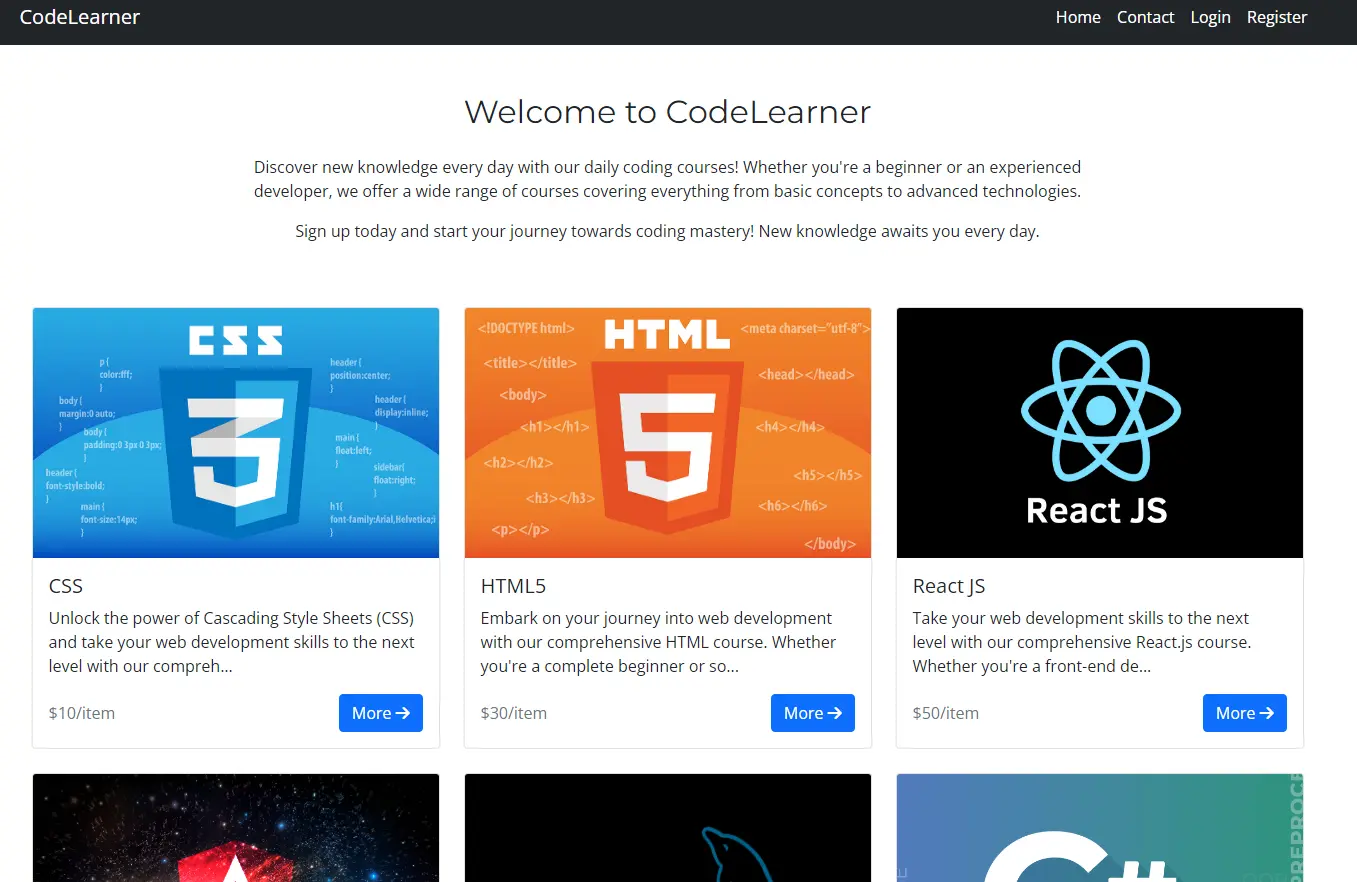 CodeLearner
Home Contact Login Register
Welcome to CodeLearner
Discover new knowledge every day with our daily coding courses! Whether you're a beginner or an experienced
developer, we offer a wide range of courses covering everything from basic concepts to advanced technologies.
Sign up today and start your journey towards coding mastery! New knowledge awaits you every day.
CSS
p {
color:fff;
}
body {
margin:0 auto;
}
body {
padding:0 3px 0 3px;
}
header {
font-style:bold;
}
main {
font-size:14px;
}
header {
position:center;
}
header {
display:inline;
}
main {
float:left;
}
sidebar{
float:right;
}
h1{
font-family:Arial,Helvetica;i
}
3
HTML
<!DOCTYPE html>
<title></title>
<body>
<h1></h1>
<h2></h2>
<h3></h3>
<p></p>
<meta charset="utf-8">
<head></head>
<h4></h4>
<h5></h5>
<h6></h6>
</body>
5
React JS
CSS
Unlock the power of Cascading Style Sheets (CSS)
and take your web development skills to the next
level with our compreh...
$10/item
More →
HTML5
Embark on your journey into web development
with our comprehensive HTML course. Whether
you're a complete beginner or so...
$30/item
More →
React JS
Take your web development skills to the next
level with our comprehensive React.js course.
Whether you're a front-end de...
$50/item
More →
C#